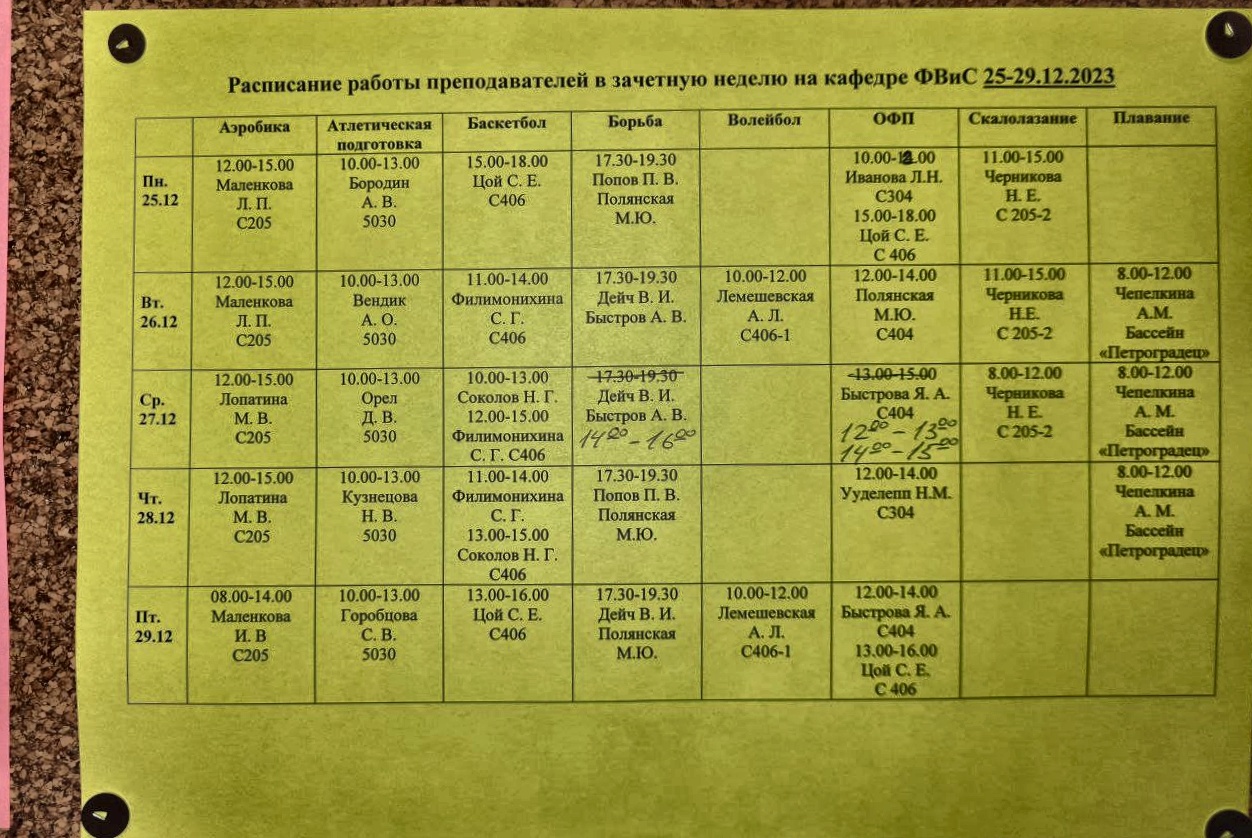 Расписание работы преподавателей в зачетную неделю на кафедре ФВиС 25-29.12.2023
Аэробика
Атлетическая
подготовка
Баскетбол
Борьба
Волейбол
ОФП
Скалолазание
Плавание
Пн.
25.12
12.00-15.00
Маленкова
Л. П.
С205
10.00-13.00
Бородин
А. В.
5030
15.00-18.00
Цой С. Е.
С406
17.30-19.30
Попов П. В.
Полянская
М.Ю.
10.00-12.00
Иванова Л.Н.
С304
15.00-18.00
Цой С. Е.
С 406
11.00-15.00
Черникова
Н. Е.
С 205-2
Вт.
26.12
12.00-15.00
Маленкова
Л. П.
С205
10.00-13.00
Вендик
А. О.
5030
11.00-14.00
Филимонихина
С. Г.
С406
17.30-19.30
Дейч В. И.
Быстров А. В.
10.00-12.00
Лемешевская
А. Л.
С406-1
12.00-14.00
Полянская
М.Ю.
С404
11.00-15.00
Черникова
Н.Е.
С 205-2
8.00-12.00
Чепелкина
А.М.
Бассейн
«Петроградец»
Ср.
27.12
12.00-15.00
Лопатина
М. В.
С205
10.00-13.00
Орел
Д. В.
5030
10.00-13.00
Соколов Н. Г.
12.00-15.00
Филимонихина
С. Г. С406
17.30-19.30
Дейч В. И.
Быстров А. В.
14⁰⁰ – 16⁰⁰
13.00-15.00
Быстрова Я. А.
С404
12⁰⁰ – 13⁰⁰
14⁰⁰ – 15⁰⁰
8.00-12.00
Черникова
Н. Е.
С 205-2
8.00-12.00
Чепелкина
А. М.
Бассейн
«Петроградец»
Чт.
28.12
12.00-15.00
Лопатина
М. В.
С205
10.00-13.00
Кузнецова
Н. В.
5030
11.00-14.00
Филимонихина
С. Г.
13.00-15.00
Соколов Н. Г.
С406
17.30-19.30
Попов П. В.
Полянская
М.Ю.
12.00-14.00
Ууделепп Н.М.
С304
8.00-12.00
Чепелкина
А. М.
Бассейн
«Петроградец»
Пт.
29.12
08.00-14.00
Маленкова
И. В
С205
10.00-13.00
Горобцова
С. В.
5030
13.00-16.00
Цой С. Е.
С406
17.30-19.30
Дейч В. И.
Полянская
М.Ю.
10.00-12.00
Лемешевская
А. Л.
С406-1
12.00-14.00
Быстрова Я. А.
С404
13.00-16.00
Цой С. Е.
С 406